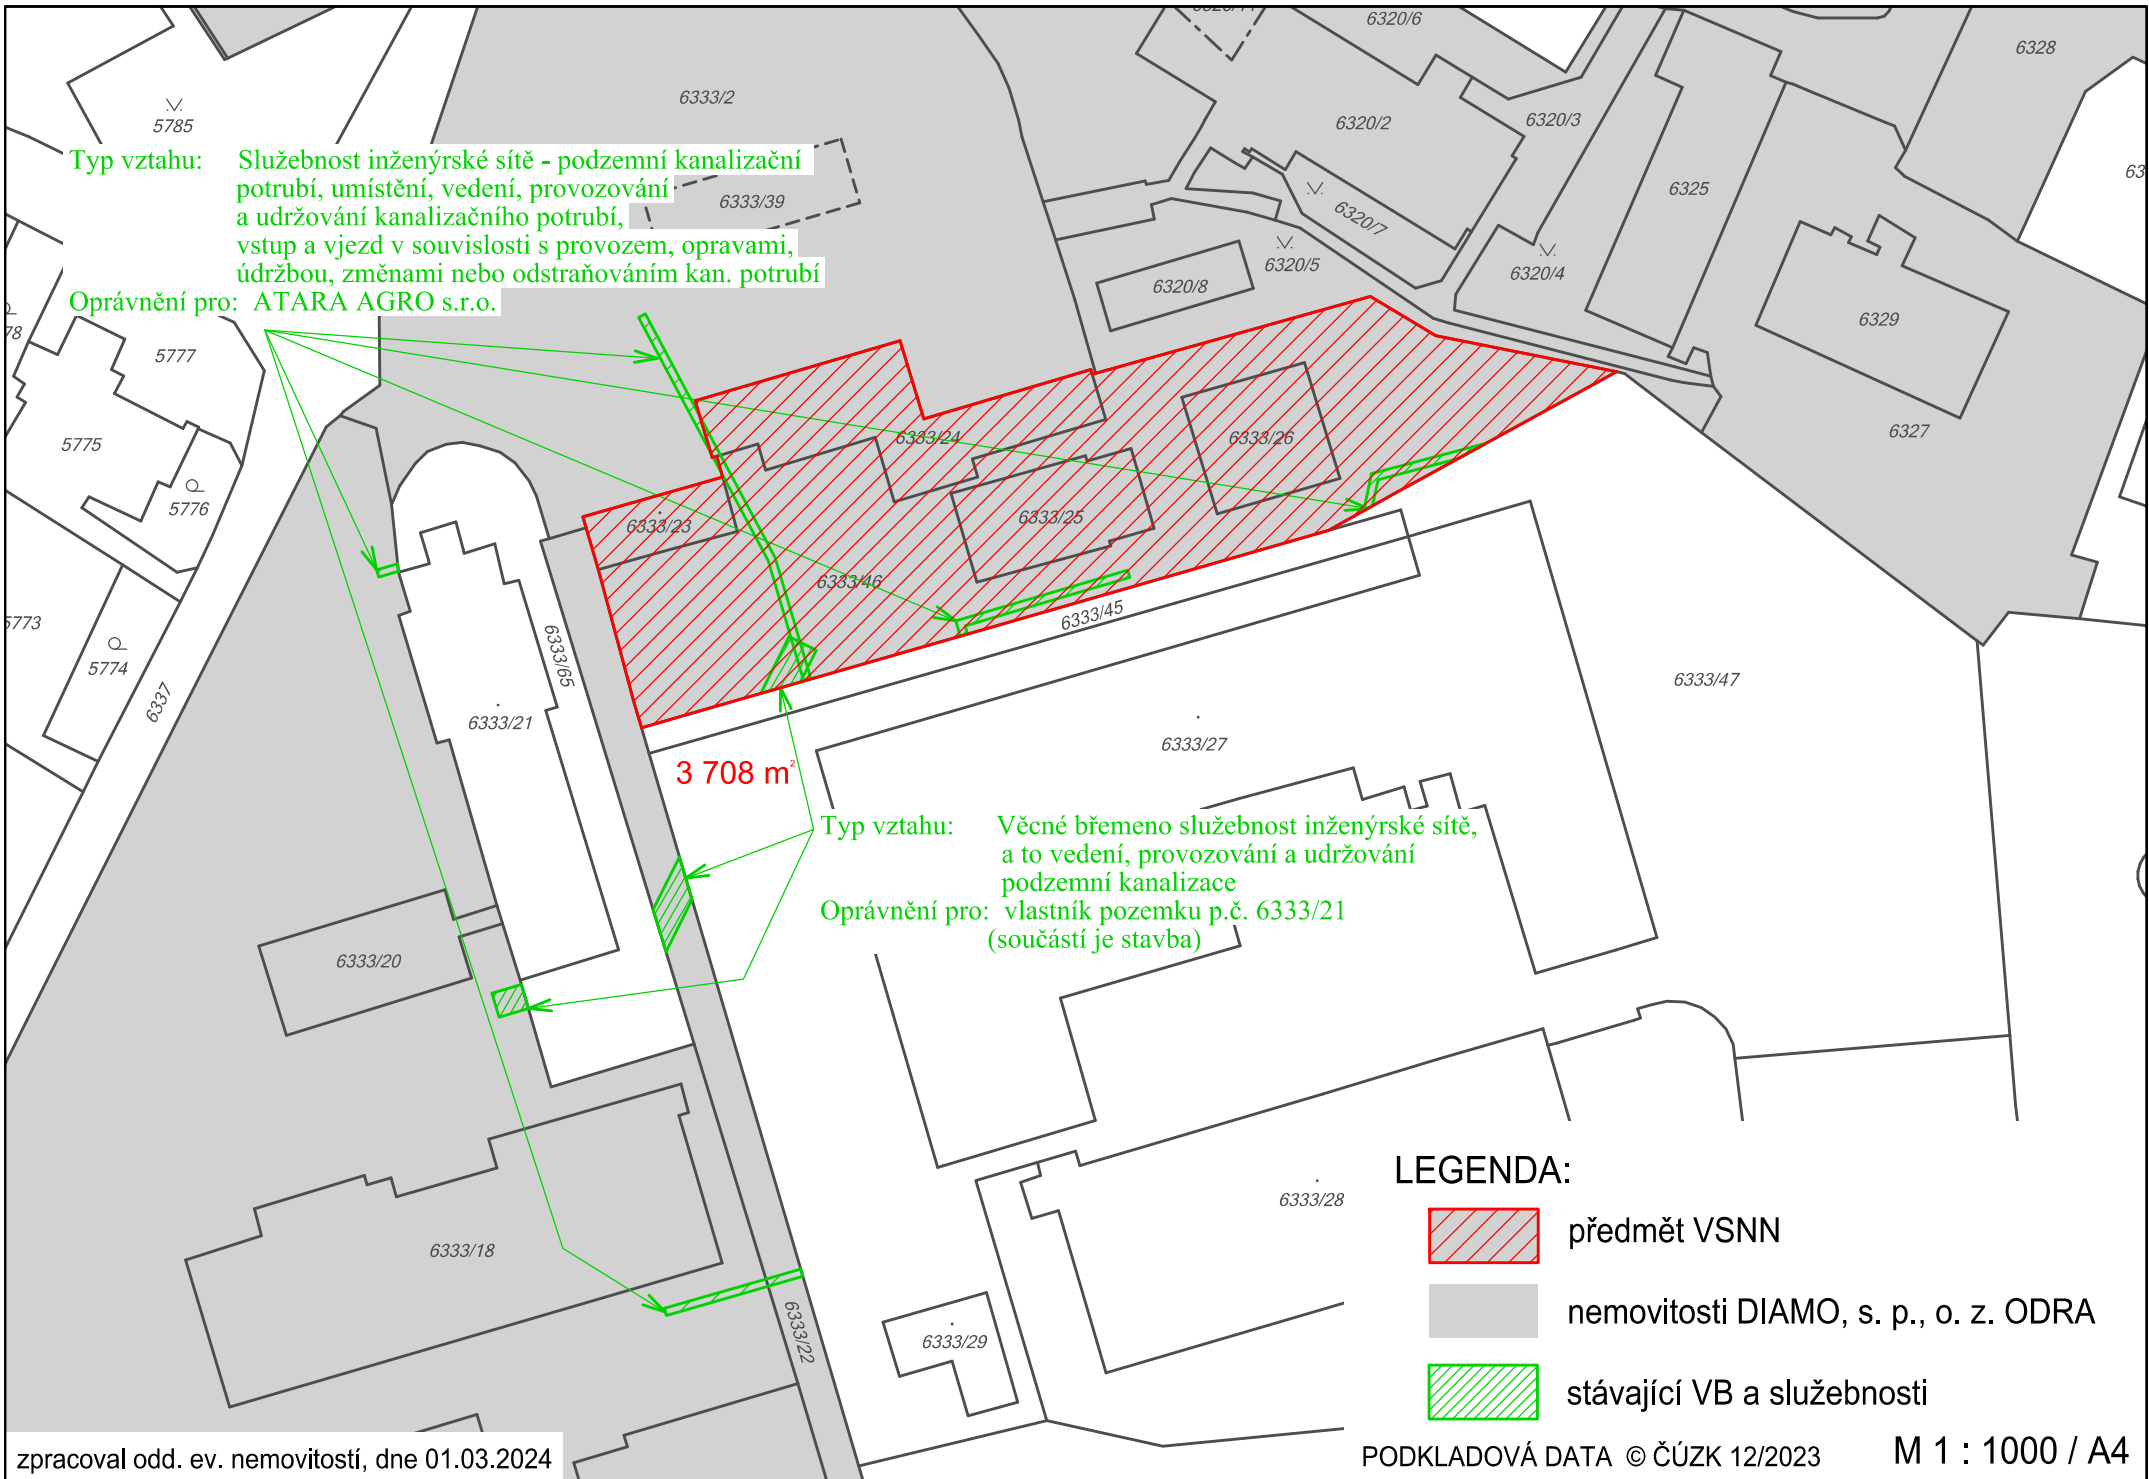 6320/6
6328
6333/2
5785
6320/2
6320/3
6325
63
Typ vztahu: Služebnost inženýrské sítě - podzemní kanalizační
potrubí, umístění, vedení, provozování
a udržování kanalizačního potrubí,
vstup a vjezd v souvislosti s provozem, opravami,
údržbou, změnami nebo odstraňováním kan. potrubí
Oprávnění pro: ATARA AGRO s.r.o.
6333/39
6320/7
6320/5
6320/4
6320/8
6329
78
5777
5775
5776
6333/24
6333/26
6327
6333/23
6333/25
6333/46
6333/45
5773
5774
6337
6333/65
6333/21
6333/47
6333/27
3 708 m²
Typ vztahu: Věcné břemeno služebnost inženýrské sítě,
a to vedení, provozování a udržování
podzemní kanalizace
Oprávnění pro: vlastník pozemku p.č. 6333/21
(součástí je stavba)
6333/20
6333/18
6333/22
6333/28
6333/29
LEGENDA:
předmět VSNN
nemovitosti DIAMO, s. p., o. z. ODRA
stávající VB a služebnosti
zpracoval odd. ev. nemovitostí, dne 01.03.2024
PODKLADOVÁ DATA © ČÚZK 12/2023
M 1 : 1000 / A4